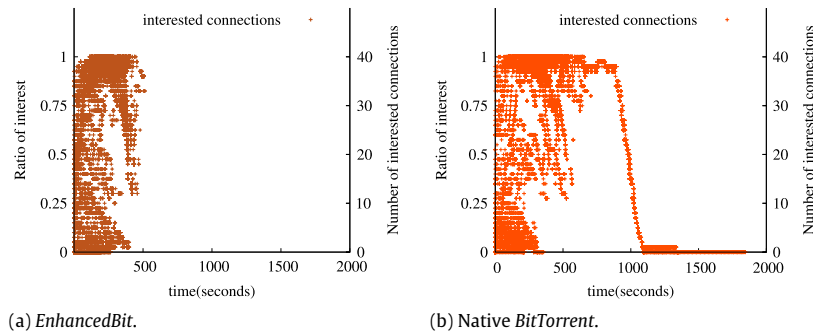 interested connections
1
0.75
0.5
0.25
0
Ratio of interest
40
30
20
10
0
Number of interested connections
500
1000
1500
2000
time(seconds)
(a) EnhancedBit.
interested connections
1
0.75
0.5
0.25
0
Ratio of interest
40
30
20
10
0
Number of interested connections
0
500
1000
1500
2000
time(seconds)
(b) Native BitTorrent.